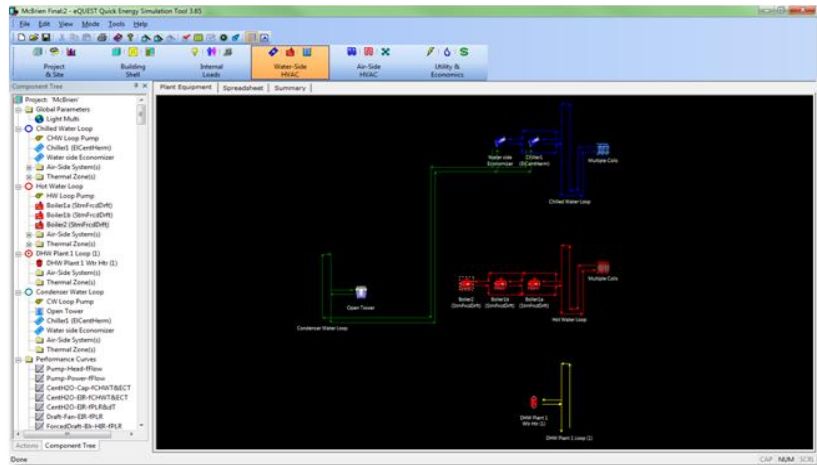 McBrien Final.2 - eQUEST Quick Energy Simulation Tool 3.65
File Edit View Mode Tools Help
Project & Site
Building Shell
Internal Loads
Water-Side HVAC
Air-Side HVAC
Utility & Economics
Component Tree
Project: 'McBrien'
Global Parameters
Light Multi
Chilled Water Loop
CHW Loop Pump
Chiller1 (ElCentHerm)
Water side Economizer
Air-Side System(s)
Thermal Zone(s)
Hot Water Loop
HW Loop Pump
Boiler1a (StmFrcdDrft)
Boiler1b (StmFrcdDrft)
Boiler2 (StmFrcdDrft)
Air-Side System(s)
Thermal Zone(s)
DHW Plant 1 Loop (1)
DHW Plant 1 Wtr Htr (1)
Air-Side System(s)
Thermal Zone(s)
Condenser Water Loop
CW Loop Pump
Open Tower
Chiller1 (ElCentHerm)
Water side Economizer
Air-Side System(s)
Thermal Zone(s)
Performance Curves
Pump-Head-fFlow
Pump-Power-fFlow
CentH2O-Cap-fCHWT&ECT
CentH2O-EIR-fCHWT&ECT
CentH2O-EIR-fPLR&dT
Draft-Fan-EIR-fPLR
ForcedDraft-Blr-HIR-fPLR
Actions Component Tree
Plant Equipment Spreadsheet Summary
Water side Economizer
Chiller1 (ElCentHerm)
Multiple Coils
Chilled Water Loop
Open Tower
Condenser Water Loop
Multiple Coils
Boiler2 (StmFrcdDrft)
Boiler1b (StmFrcdDrft)
Boiler1a (StmFrcdDrft)
Hot Water Loop
DHW Plant 1 Wtr Htr (1)
DHW Plant 1 Loop (1)
Done
CAP NUM SCRL